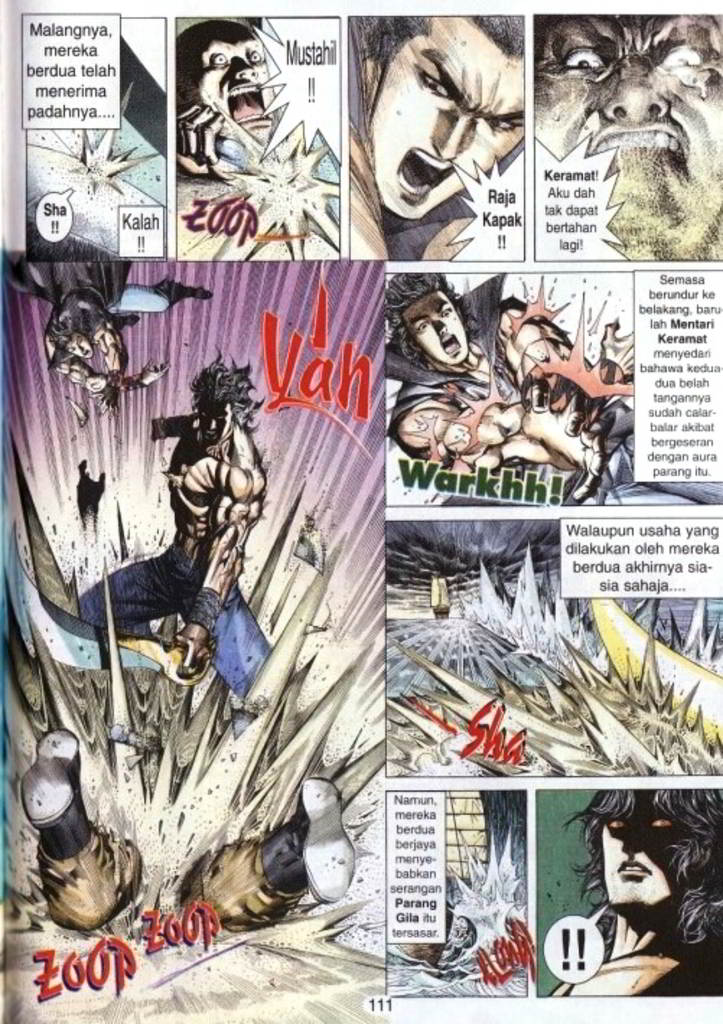 Malangnya,
mereka
berdua telah
menerima
padahnya....
Sha
!!
Kalah
!!
Mustahil
!!
ZOOP
Raja
Kapak
!!
Keramat!
Aku dah
tak dapat
bertahan
lagi!
Yah
Semasa
berundur ke
belakang, baru-
lah Mentari
Keramat
menyedari
bahawa kedua-
dua belah
tangannya
sudah calar-
balar akibat
bergeseran
dengan aura
parang itu.
Warkhh!
Walaupun usaha yang
dilakukan oleh mereka
berdua akhirnya sia-
sia sahaja....
Sha
ZOOP ZOOP
Namun,
mereka
berdua
berjaya
menye-
babkan
serangan
Parang
Gila itu
tersasar.
!!
111